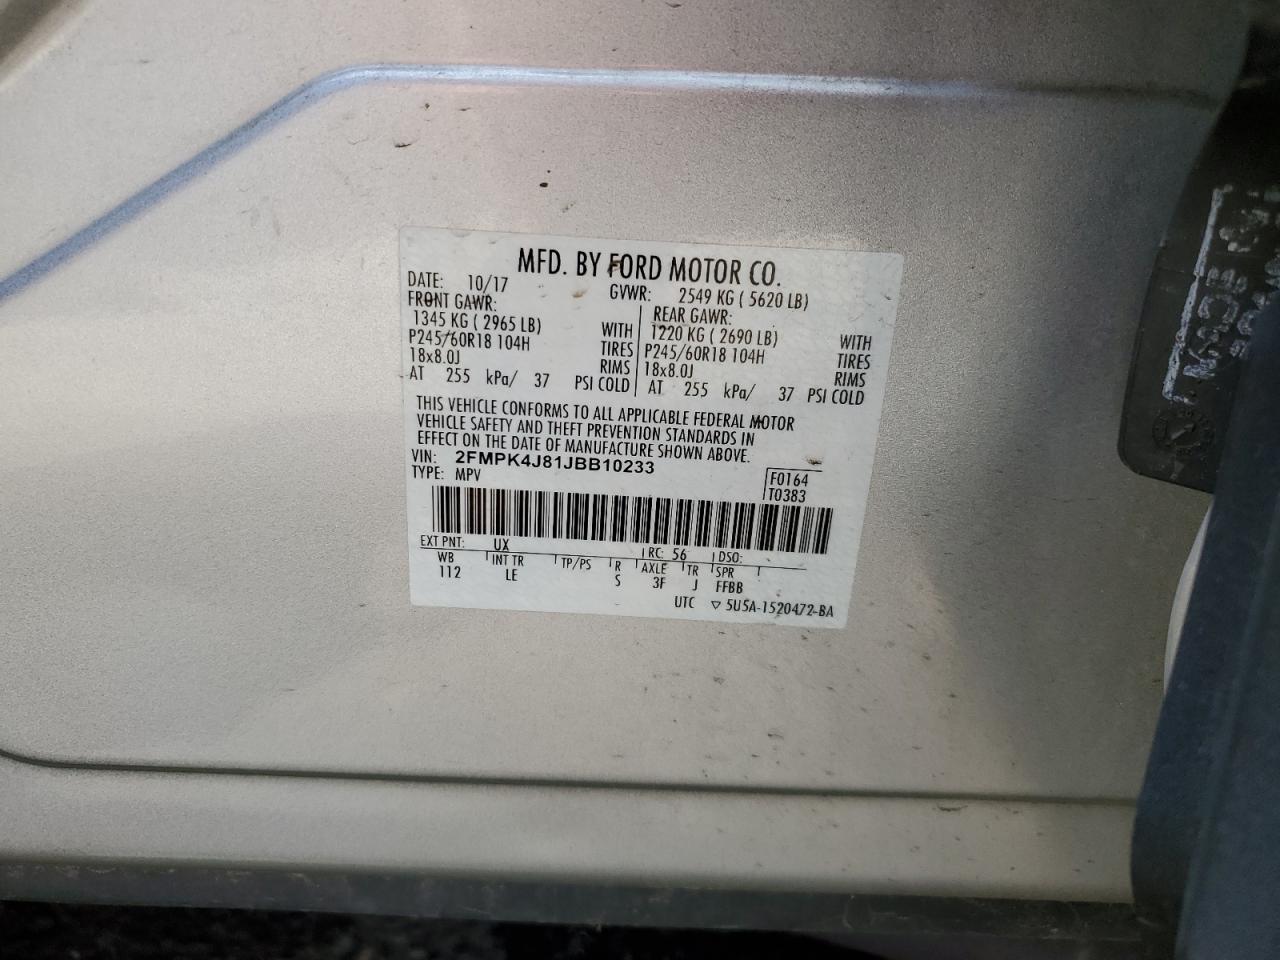 MFD. BY FORD MOTOR CO.
DATE: 10/17 GVWR: 2549 KG ( 5620 LB)
FRONT GAWR: REAR GAWR:
1345 KG ( 2965 LB) WITH 1220 KG ( 2690 LB) WITH
P245/60R18 104H TIRES P245/60R18 104H TIRES
18x8.0J RIMS 18x8.0J RIMS
AT 255 kPa/ 37 PSI COLD AT 255 kPa/ 37 PSI COLD
THIS VEHICLE CONFORMS TO ALL APPLICABLE FEDERAL MOTOR
VEHICLE SAFETY AND THEFT PREVENTION STANDARDS IN
EFFECT ON THE DATE OF MANUFACTURE SHOWN ABOVE.
VIN: 2FMPK4J81JBB10233
TYPE: MPV F0164
T0383
EXT PNT: UX RC: 56 DSO:
WB INT TR TP/PS R AXLE TR SPR
112 LE S 3F J FFBB
UTC ▽ 5U5A-1520472-BA